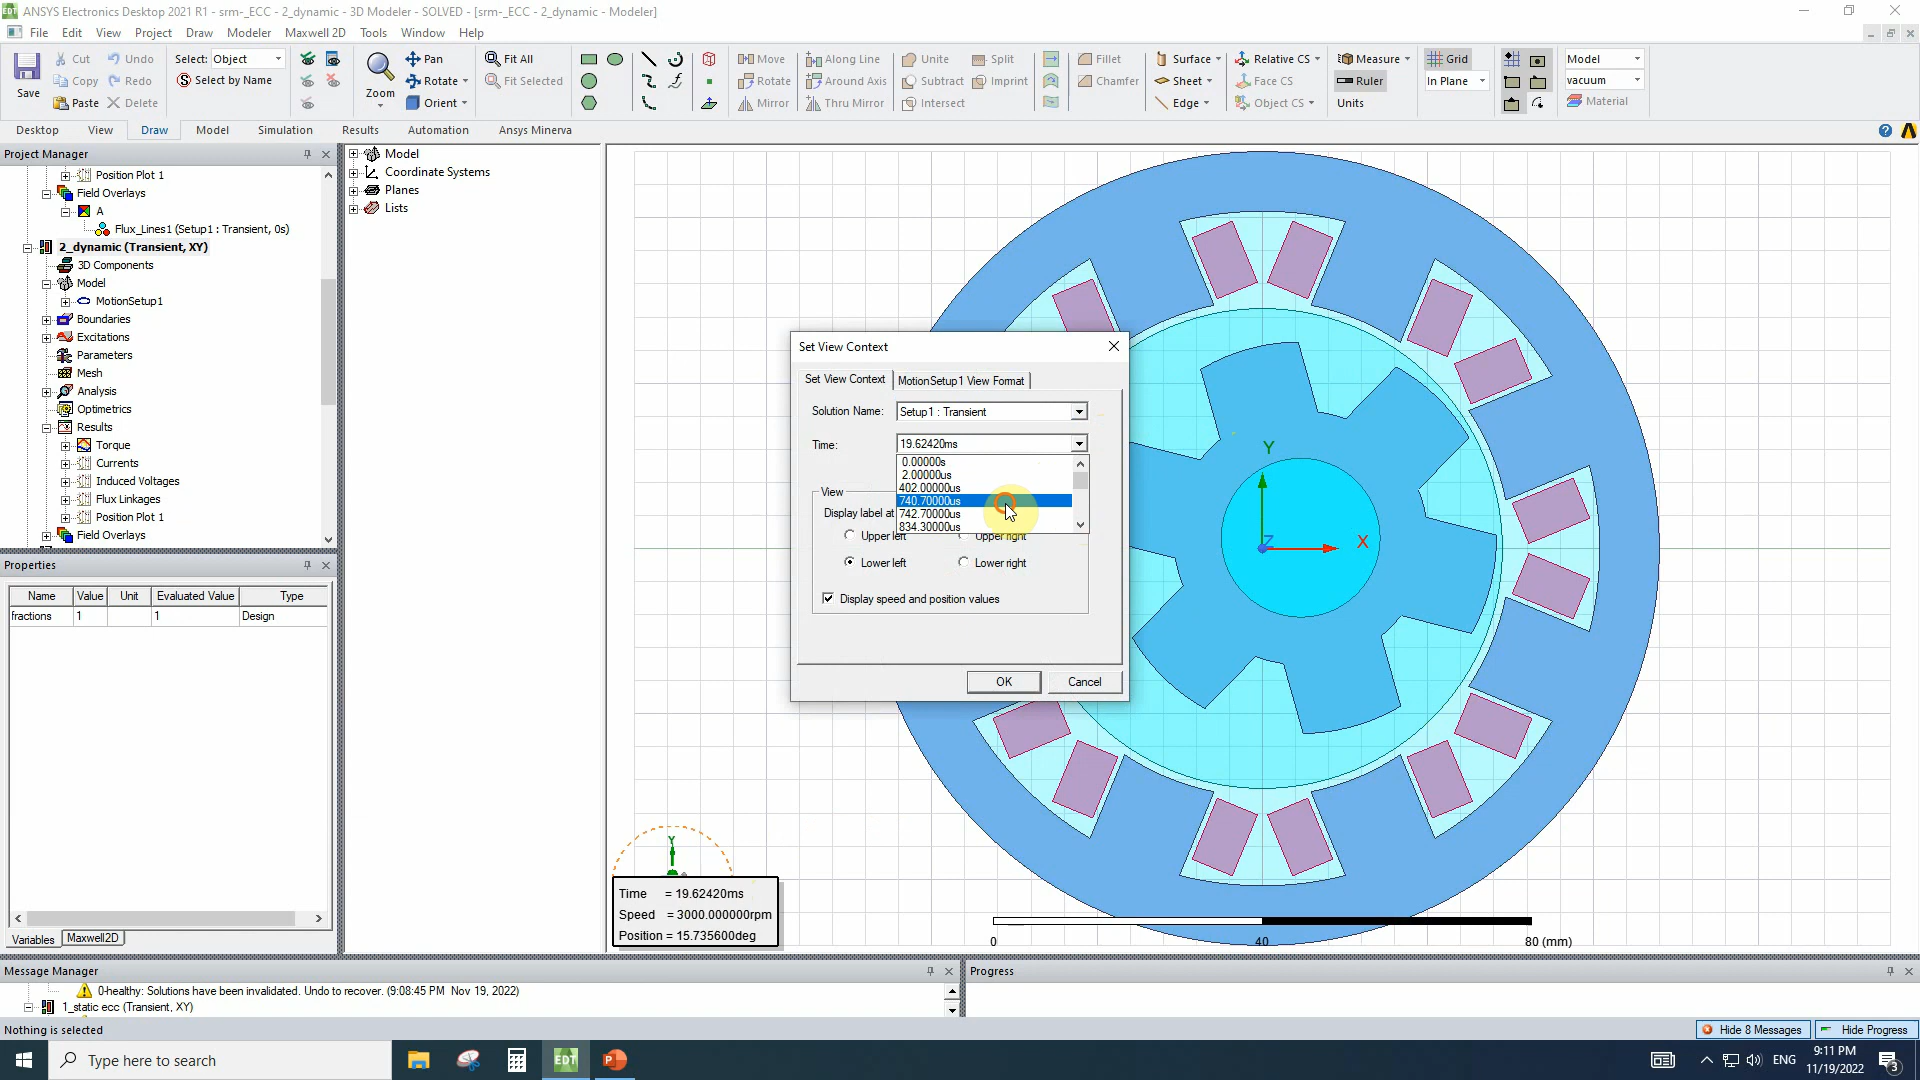 ANSYS Electronics Desktop 2021 R1 - srm-_ECC - 2_dynamic - 3D Modeler - SOLVED - [srm-_ECC - 2_dynamic - Modeler]
File Edit View Project Draw Modeler Maxwell 2D Tools Window Help
Save
Cut Undo
Copy Redo
Paste Delete
Select: Object
Select by Name
Zoom
Pan
Rotate
Orient
Fit All
Fit Selected
Move Along Line Unite Split
Rotate Around Axis Subtract Imprint
Mirror Thru Mirror Intersect
Fillet
Chamfer
Surface
Sheet
Edge
Relative CS
Face CS
Object CS
Measure
Ruler
Units
Grid
In Plane
Model
vacuum
Material
Desktop View Draw Model Simulation Results Automation Ansys Minerva
Project Manager
Position Plot 1
Field Overlays
A
Flux_Lines1 (Setup1 : Transient, 0s)
2_dynamic (Transient, XY)
3D Components
Model
MotionSetup1
Boundaries
Excitations
Parameters
Mesh
Analysis
Optimetrics
Results
Torque
Currents
Induced Voltages
Flux Linkages
Position Plot 1
Field Overlays
Model
Coordinate Systems
Planes
Lists
Properties
Name Value Unit Evaluated Value Type
fractions 1 1 Design
Variables Maxwell2D
Set View Context
Set View Context MotionSetup1 View Format
Solution Name: Setup1 : Transient
Time: 19.62420ms
0.00000s
2.00000us
402.00000us
740.70000us
742.70000us
834.30000us
View
Display label at
Upper left Upper right
Lower left Lower right
Display speed and position values
OK Cancel
Y
Z
X
Y
Time = 19.62420ms
Speed = 3000.000000rpm
Position = 15.735600deg
0 40 80 (mm)
Message Manager
0-healthy: Solutions have been invalidated. Undo to recover. (9:08:45 PM Nov 19, 2022)
1_static ecc (Transient, XY)
Progress
Nothing is selected
Hide 8 Messages Hide Progress
Type here to search
EDT
ENG
9:11 PM
11/19/2022
3